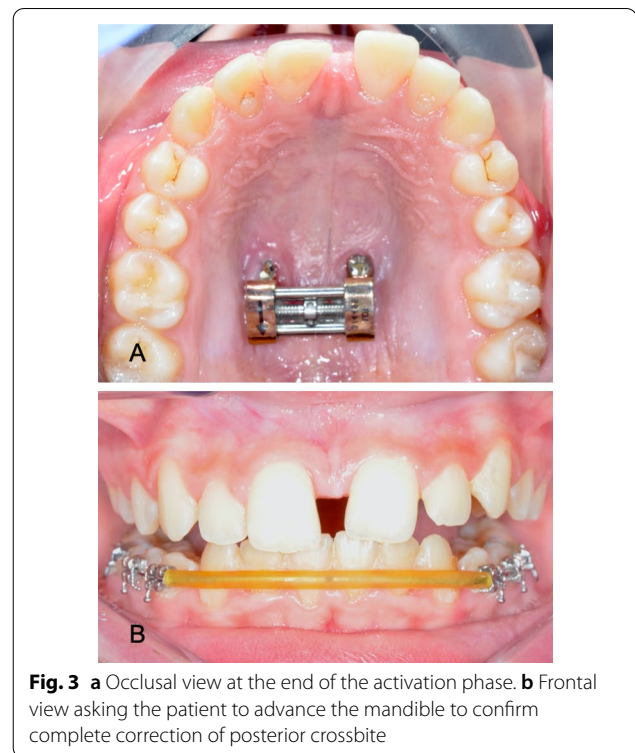 A
B
Fig. 3 a Occlusal view at the end of the activation phase. b Frontal
view asking the patient to advance the mandible to confirm
complete correction of posterior crossbite